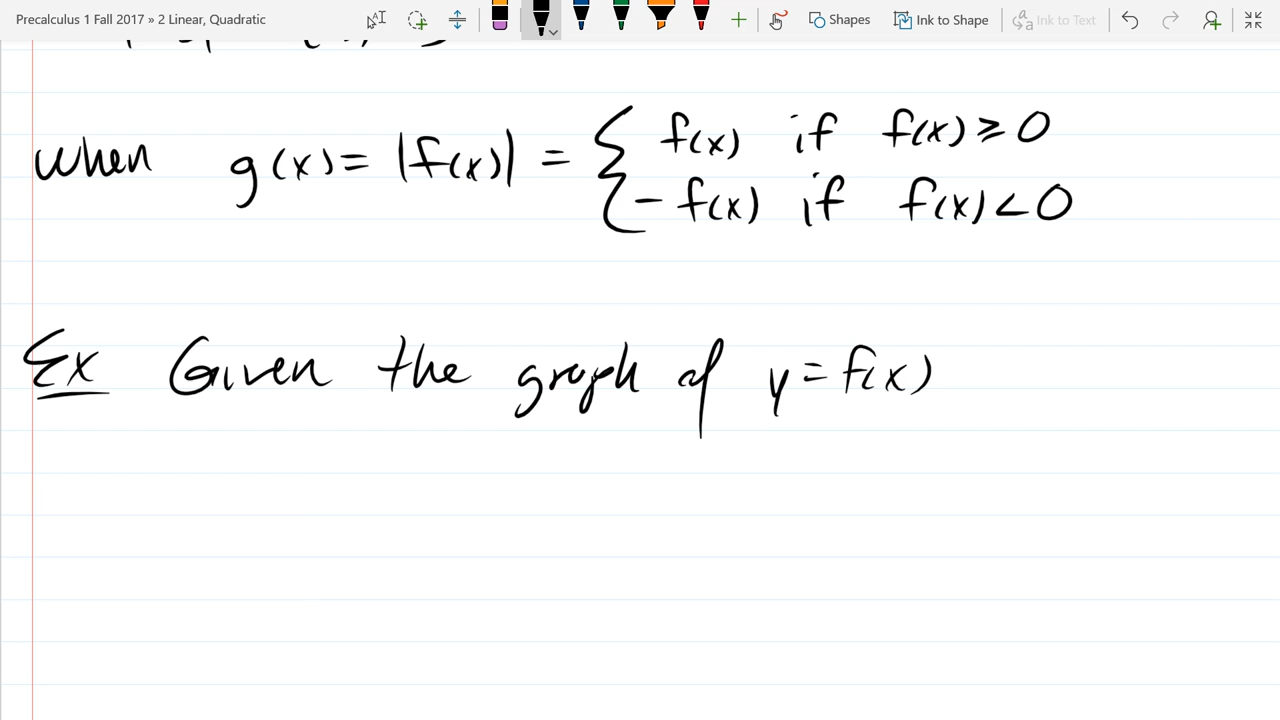 Precalculus 1 Fall 2017 » 2 Linear, Quadratic
Shapes
Ink to Shape
Ink to Text
when g(x) = |f(x)| = { f(x) if f(x) ≥ 0
- f(x) if f(x) < 0
Ex Given the graph of y = f(x)